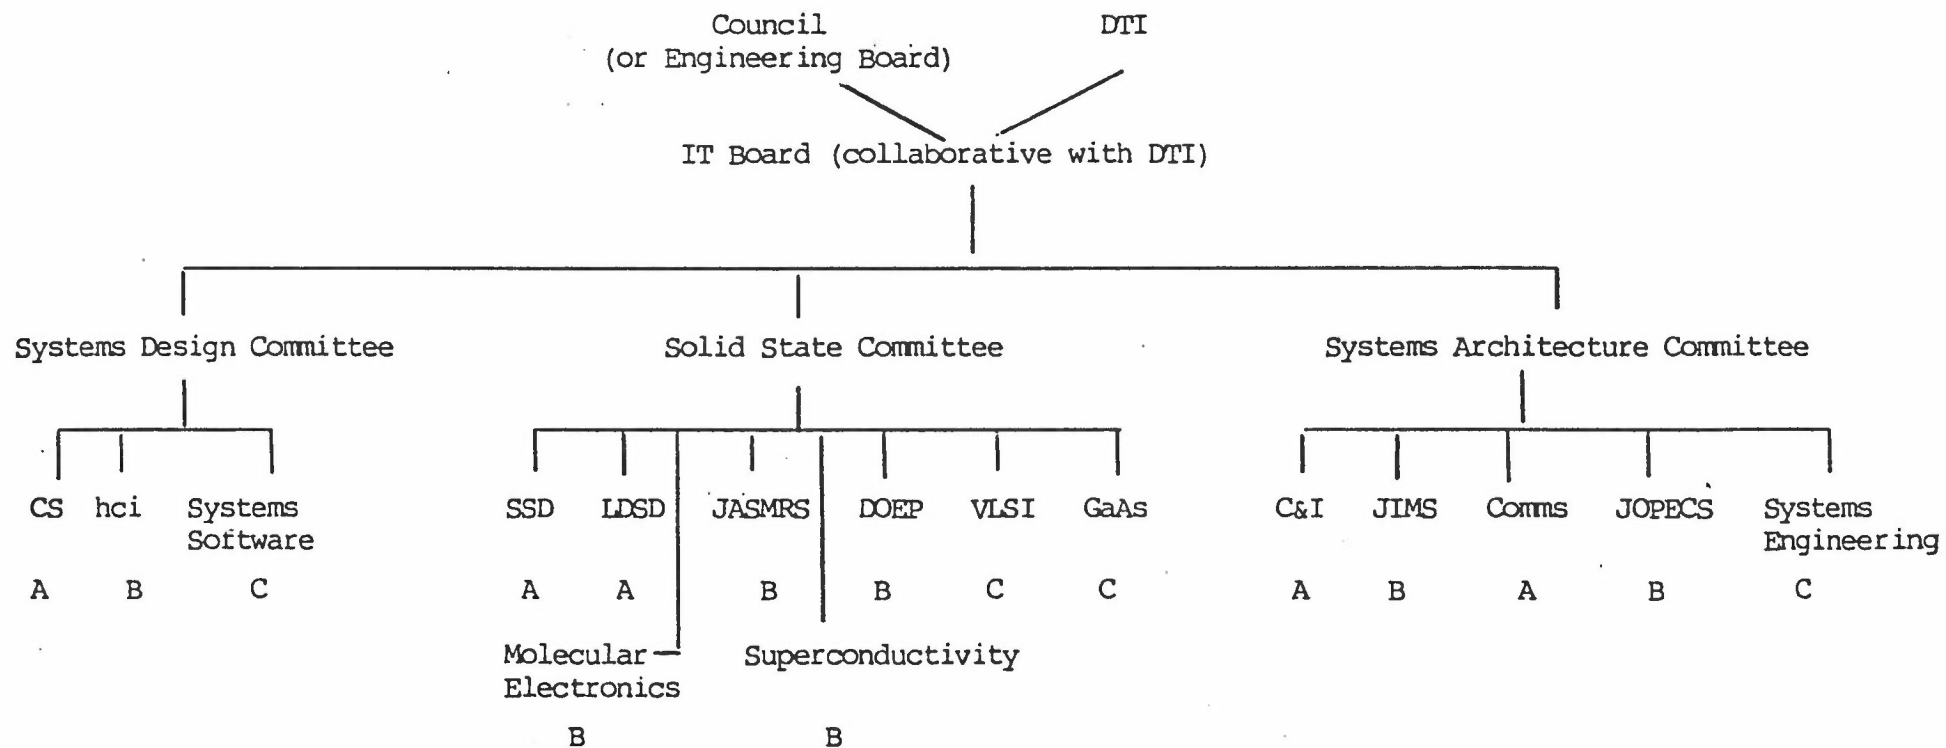 Council DTI
(or Engineering Board)
IT Board (collaborative with DTI)
Systems Design Committee Solid State Committee Systems Architecture Committee
CS hci Systems SSD LDSD JASMRS DOEP VLSI GaAs C&I JIMS Comms JOPECS Systems
Software Engineering
A B C A A B B C C A B A B C
Molecular Superconductivity
Electronics
B B